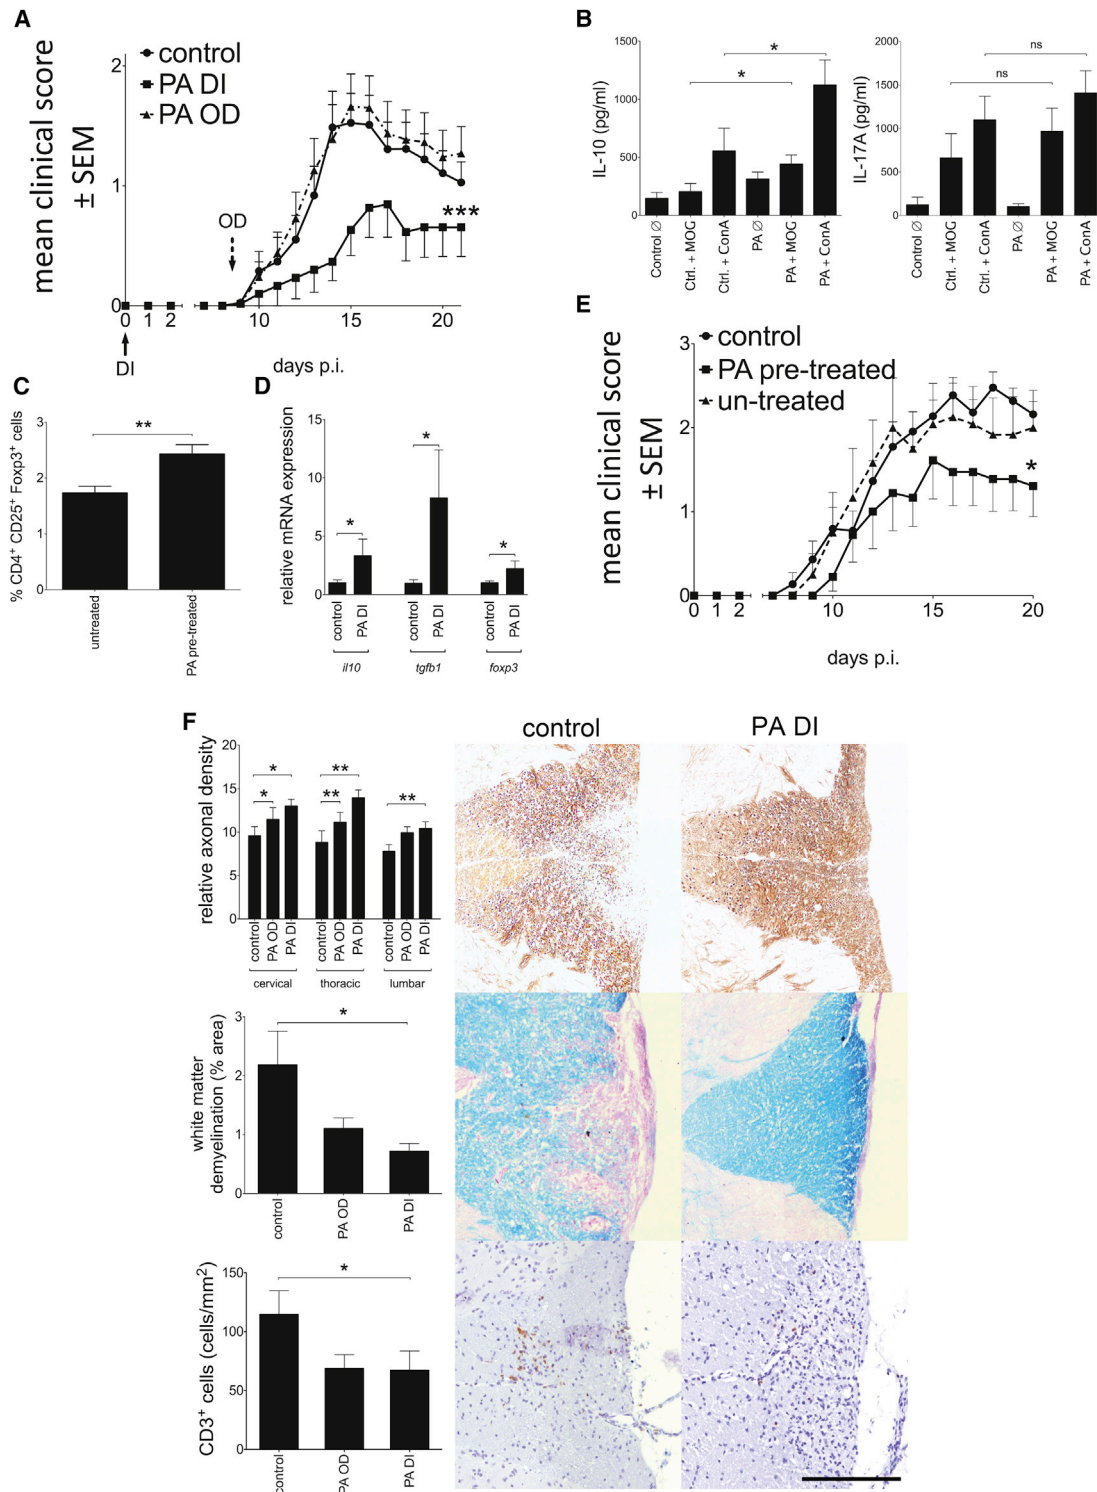 A
mean clinical score
± SEM
control
PA DI
PA OD
2
1
0
OD
***
0 1 2 10 15 20
DI
days p.i.
B
IL-10 (pg/ml)
1500
1000
500
0
*
*
Control ∅
Ctrl. + MOG
Ctrl. + ConA
PA ∅
PA + MOG
PA + ConA
IL-17A (pg/ml)
2000
1500
1000
500
0
ns
ns
Control ∅
Ctrl. + MOG
Ctrl. + ConA
PA ∅
PA + MOG
PA + ConA
C
% CD4⁺ CD25⁺ Foxp3⁺ cells
3
2
1
0
**
untreated
PA pre-treated
D
relative mRNA expression
15
10
5
0
*
*
*
control
PA DI
control
PA DI
control
PA DI
il10
tgfb1
foxp3
E
mean clinical score
± SEM
control
PA pre-treated
un-treated
3
2
1
0
*
0 1 2 10 15 20
days p.i.
F
control
PA DI
relative axonal density
20
15
10
5
0
*
*
**
**
**
control
PA OD
PA DI
control
PA OD
PA DI
control
PA OD
PA DI
cervical
thoracic
lumbar
white matter
demyelination (% area)
3
2
1
0
*
control
PA OD
PA DI
CD3⁺ cells (cells/mm²)
150
100
50
0
*
control
PA OD
PA DI